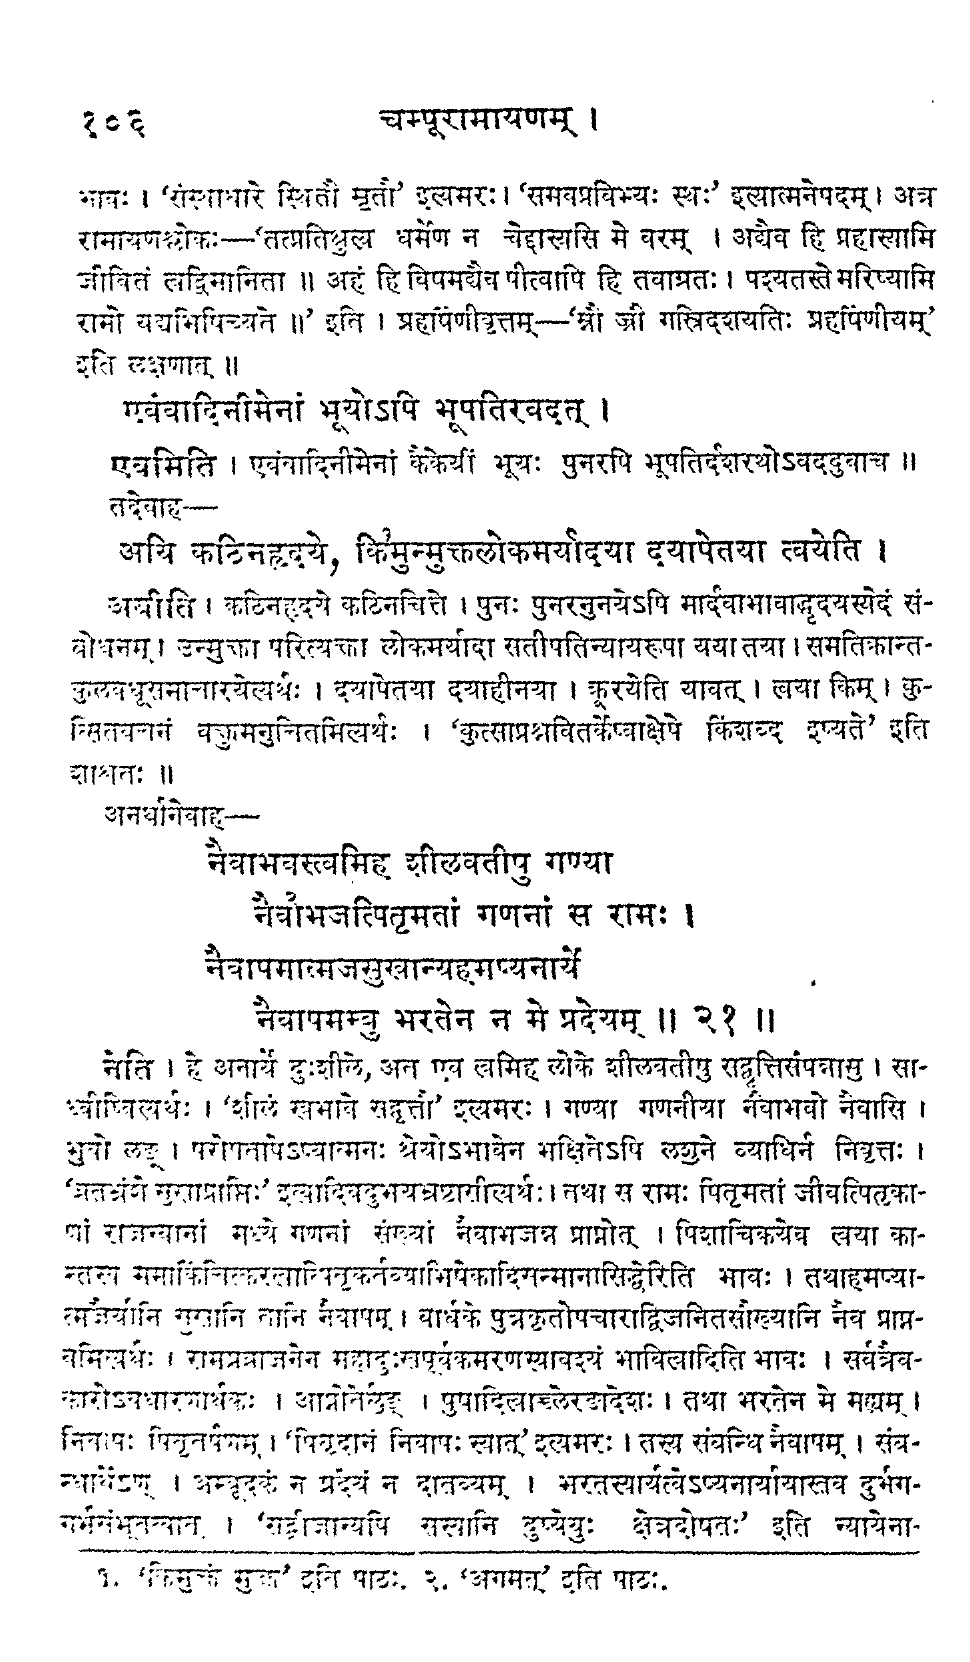 १०६ चम्पूरामायणम् ।
भावः । ‘संस्थाधारे स्थितौ मृतौ’ इत्यमरः । ‘समवप्रविभ्यः स्थः’ इत्यात्मनेपदम् । अत्र
रामायणश्लोकः—‘तत्प्रतिश्रुत्य धर्मेण न चेद्दास्यसि मे वरम् । अद्यैव हि प्रहास्यामि
जीवितं त्वद्विमानिता ॥ अहं हि विषमद्यैव पीत्वापि हि तवाग्रतः । पश्यतस्ते मरिष्यामि
रामो यद्यभिषिच्यते ॥’ इति । प्रहर्षिणीवृत्तम्—‘म्नौ ज्रौ गस्त्रिदशयतिः प्रहर्षिणीयम्’
इति लक्षणात् ॥
एवंवादिनीमेनां भूयोऽपि भूपतिरवदत् ।
एवमिति । एवंवादिनीमेनां कैकेयीं भूयः पुनरपि भूपतिर्दशरथोऽवददुवाच ॥
तदेवाह—
अयि कठिनहृदये, किमुन्मुक्तलोकमर्यादया दयापेतया त्वयेति ।
अयीति । कठिनहृदये कठिनचित्ते । पुनः पुनरनुनयेऽपि मार्दवाभावाद्धृदयस्येदं सं-
बोधनम् । उन्मुक्ता परित्यक्ता लोकमर्यादा सतीपतिन्यायरूपा यया तया । समतिक्रान्त-
कुलवधूसमाचारयेत्यर्थः । दयापेतया दयाहीनया । क्रूरयेति यावत् । त्वया किम् । कु-
त्सितवचनं वक्तुमनुचितमित्यर्थः । ‘कुत्साप्रश्नवितर्केष्वाक्षेपे किंशब्द इष्यते’ इति
शाश्वतः ॥
अनर्थानेवाह—
नैवाभवस्त्वमिह शीलवतीषु गण्या
नैवाभजत्पितृमतां गणनां स रामः ।
नैवापमात्मजसुखान्यहमप्यनार्ये
नैवापमम्बु भरतेन न मे प्रदेयम् ॥ २१ ॥
नेति । हे अनार्ये दुःशीले, अत एव त्वमिह लोके शीलवतीषु सद्वृत्तिसंपन्नासु । सा-
ध्वीष्वित्यर्थः । ‘शीलं स्वभावे सद्वृत्तौ’ इत्यमरः । गण्या गणनीया नैवाभवो नैवासि ।
भुवो लङ् । परोपतापेऽप्यात्मनः श्रेयोऽभावेन भक्षितेऽपि लशुने व्याधिर्न निवृत्तः ।
‘व्रतभ्रंशे सुखाप्राप्तिः’ इत्यादिवदुभयभ्रष्टासीत्यर्थः । तथा स रामः पितृमतां जीवत्पितृका-
णां राजन्यानां मध्ये गणनां संख्यां नैवाभजन्न प्राप्नोत् । पिशाचिकयेव त्वया का-
न्तस्य ममाकिंचित्करत्वात्पितृकर्तव्याभिषेकादिसन्मानासिद्धेरिति भावः । तथाहमप्या-
त्मजीयानि सुखानि तानि नैवापम् । वार्धके पुत्रकृतोपचाराद्विजनितसौख्यानि नैव प्राप्न-
वमित्यर्थः । रामप्रव्राजनेन महादुःखपूर्वकमरणस्यावश्यं भावित्वादिति भावः । सर्वत्रैव-
कारोऽवधारणार्थकः । आप्नोतेर्लुङ् । पुषादित्वाच्च्लेरङादेशः । तथा भरतेन मे मह्यम् ।
निवापः पितृतर्पणम् । ‘पितृदानं निवापः स्यात्’ इत्यमरः । तस्य संबन्धि नैवापम् । संब-
न्धार्थेऽण् । अम्बूदकं न प्रदेयं न दातव्यम् । भरतस्यार्यत्वेऽप्यनार्यायास्तव दुर्भग-
गर्भसंभूतत्वात् । ‘सद्बीजान्यपि सस्यानि दुष्येयुः क्षेत्रदोषतः’ इति न्यायेना-
१. ‘किमुक्तं मुक्त’ इति पाठः. २. ‘अगमत्’ इति पाठः.